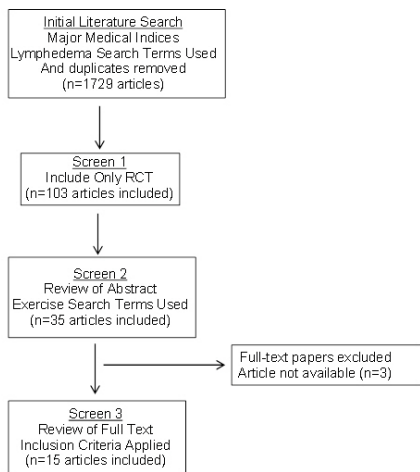 Initial Literature Search
Major Medical Indices
Lymphedema Search Terms Used
And duplicates removed
(n=1729 articles)
Screen 1
Include Only RCT
(n=103 articles included)
Screen 2
Review of Abstract
Exercise Search Terms Used
(n=35 articles included)
Full-text papers excluded
Article not available (n=3)
Screen 3
Review of Full Text
Inclusion Criteria Applied
(n=15 articles included)